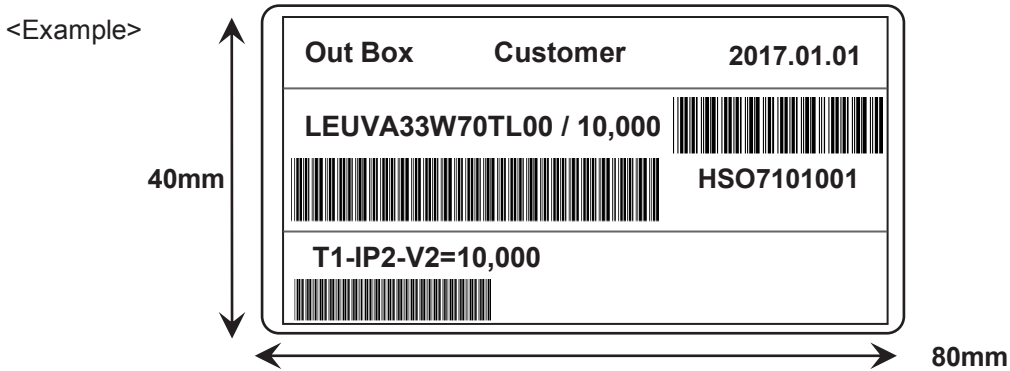 <Example>
Out Box Customer 2017.01.01
LEUVA33W70TL00 / 10,000
40mm
HSO7101001
T1-IP2-V2=10,000
80mm